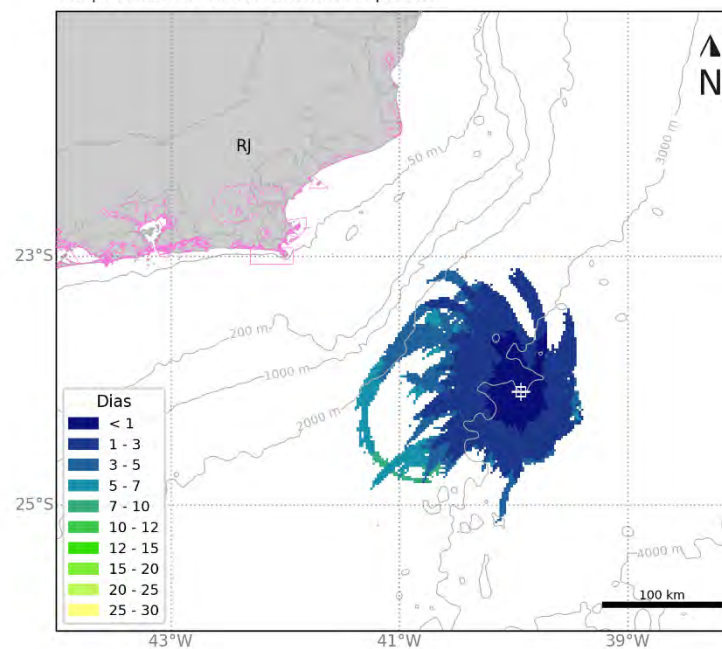 N
RJ
50 m
3000 m
23°S
200 m
1000 m
2000 m
Dias
< 1
1 - 3
3 - 5
5 - 7
7 - 10
10 - 12
12 - 15
15 - 20
20 - 25
25 - 30
25°S
4000 m
100 km
43°W
41°W
39°W